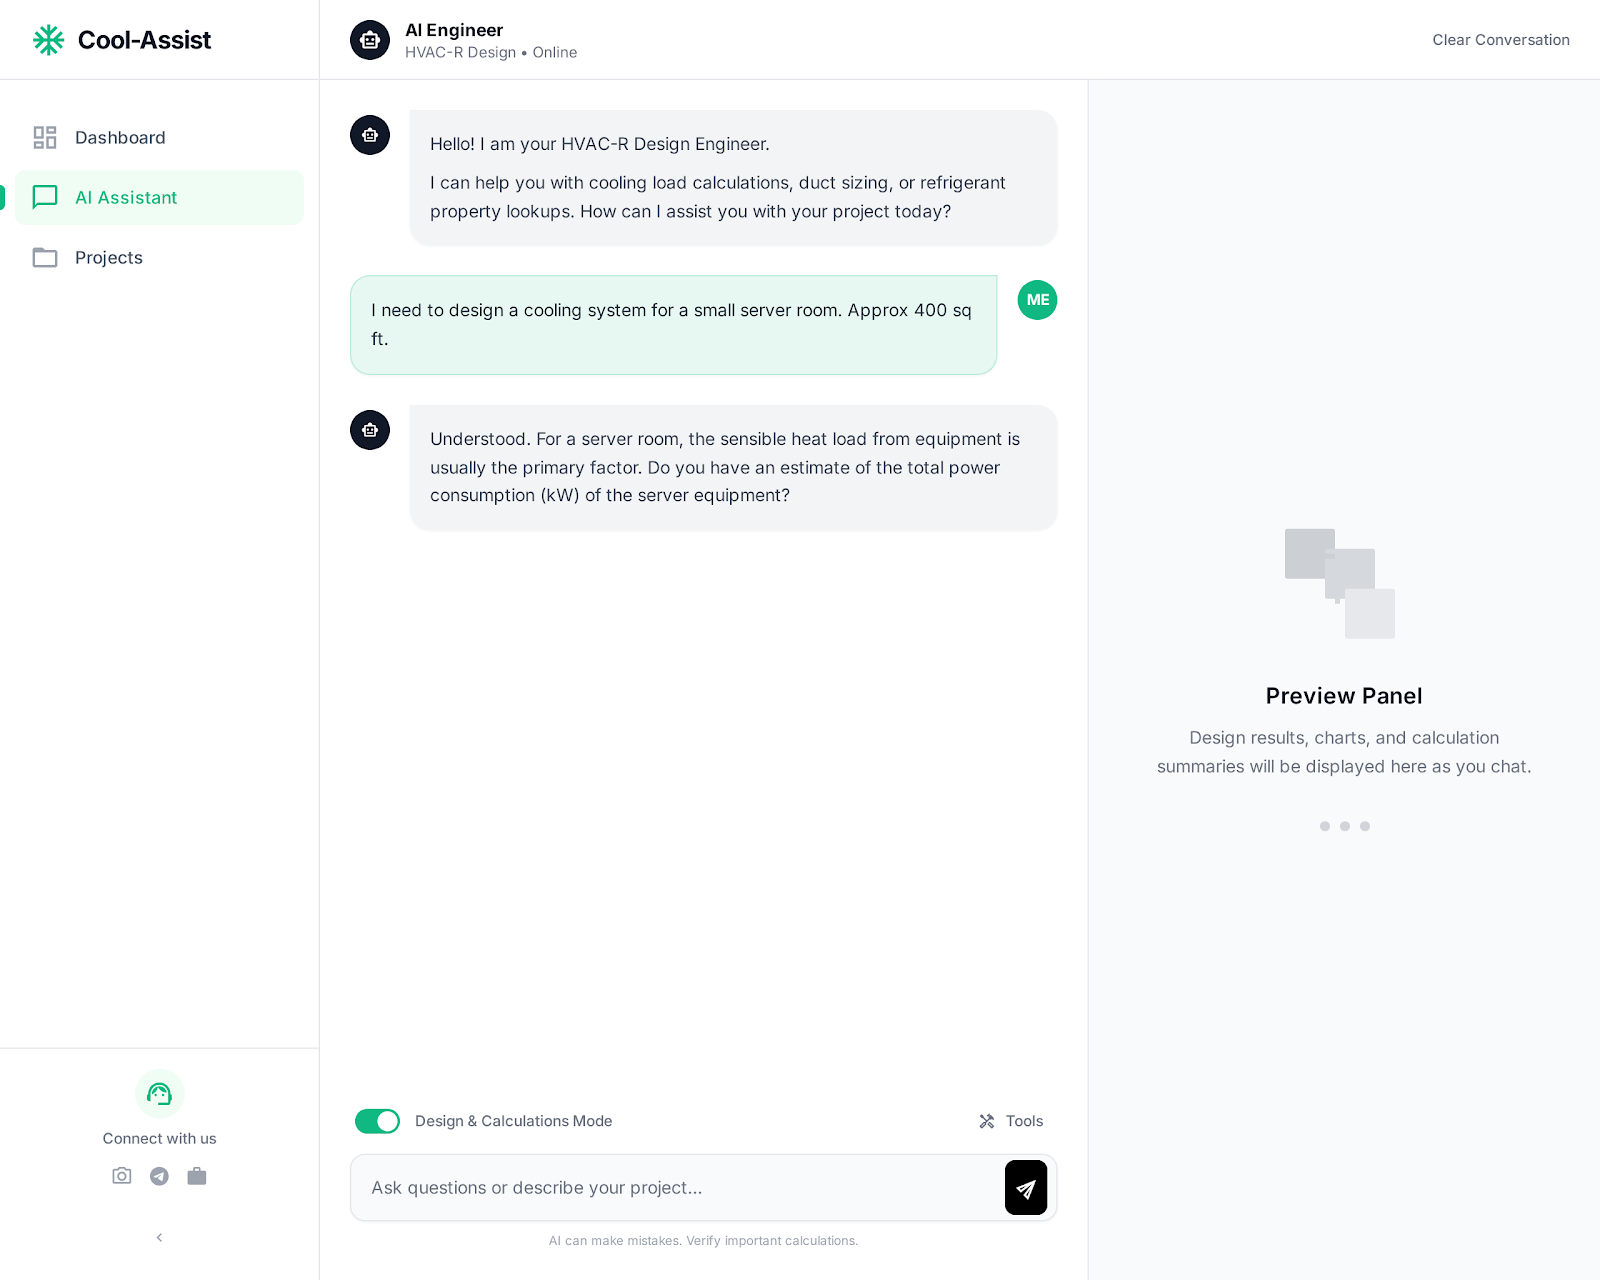 Cool-Assist
Dashboard
AI Assistant
Projects
Connect with us
AI Engineer
HVAC-R Design • Online
Clear Conversation
Hello! I am your HVAC-R Design Engineer.
I can help you with cooling load calculations, duct sizing, or refrigerant
property lookups. How can I assist you with your project today?
I need to design a cooling system for a small server room. Approx 400 sq
ft.
ME
Understood. For a server room, the sensible heat load from equipment is
usually the primary factor. Do you have an estimate of the total power
consumption (kW) of the server equipment?
Design & Calculations Mode
Tools
Ask questions or describe your project...
AI can make mistakes. Verify important calculations.
Preview Panel
Design results, charts, and calculation
summaries will be displayed here as you chat.